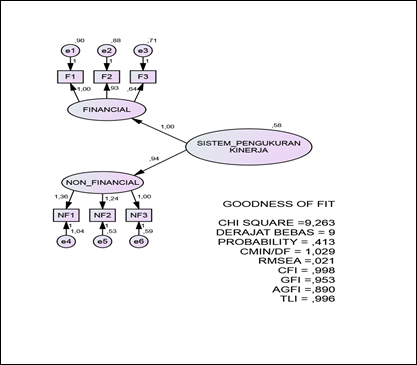 ,90 ,88 ,71
e1 e2 e3
1 1 1
F1 F2 F3
1,00 ,93 ,64
FINANCIAL
1,00
,58
SISTEM_PENGUKURAN
KINERJA
,94
NON_FINANCIAL
1,36 1,24 1,00
NF1 NF2 NF3
1 1 1
1,04 ,53 ,59
e4 e5 e6
GOODNESS OF FIT
CHI SQUARE =9,263
DERAJAT BEBAS = 9
PROBABILITY = ,413
CMIN/DF = 1,029
RMSEA = ,021
CFI = ,998
GFI = ,953
AGFI = ,890
TLI = ,996